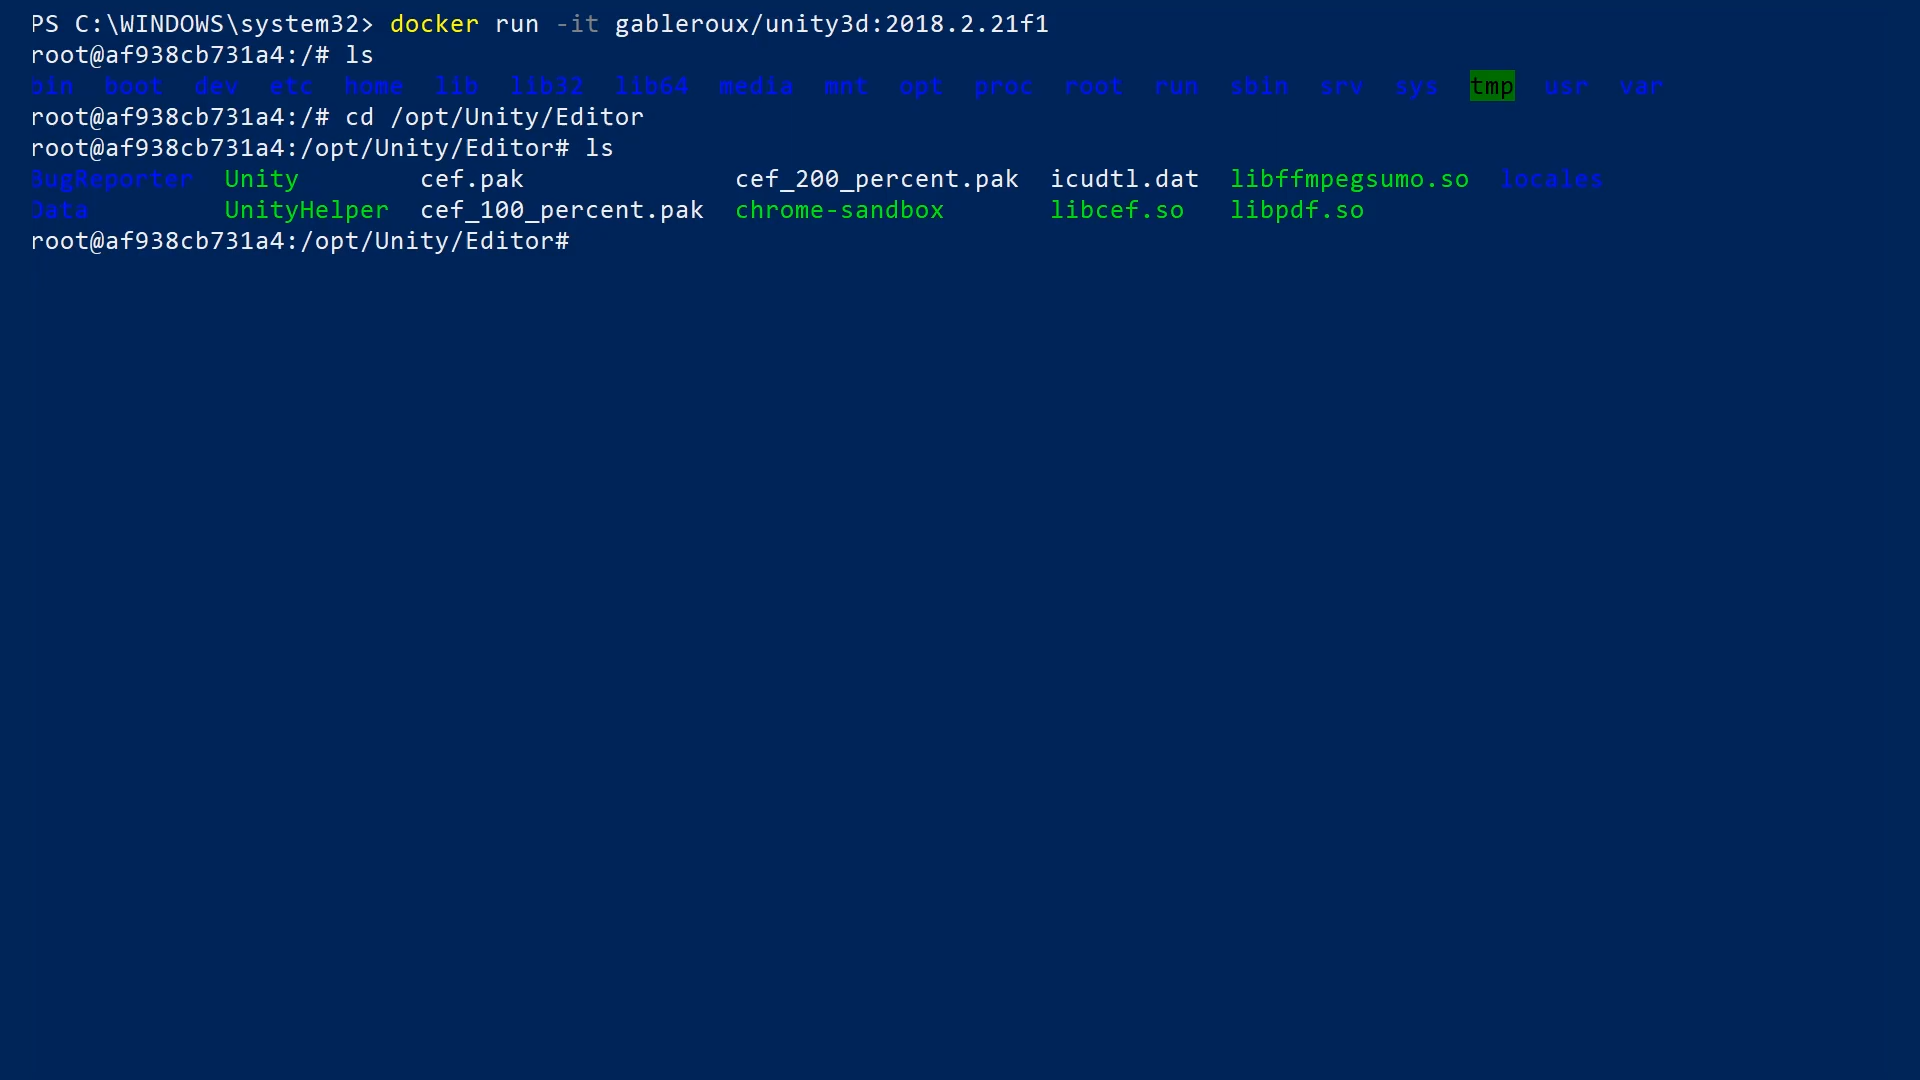 PS C:\WINDOWS\system32> docker run -it gableroux/unity3d:2018.2.21f1
root@af938cb731a4:/# ls
bin boot dev etc home lib lib32 lib64 media mnt opt proc root run sbin srv sys tmp usr var
root@af938cb731a4:/# cd /opt/Unity/Editor
root@af938cb731a4:/opt/Unity/Editor# ls
BugReporter Unity cef.pak cef_200_percent.pak icudtl.dat libffmpegsumo.so locales
Data UnityHelper cef_100_percent.pak chrome-sandbox libcef.so libpdf.so
root@af938cb731a4:/opt/Unity/Editor#